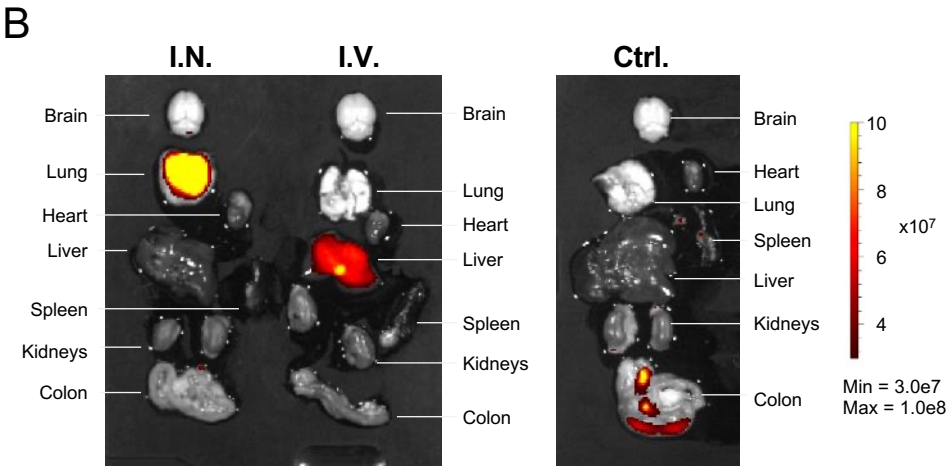 B
I.N.
I.V.
Ctrl.
Brain
Lung
Heart
Liver
Spleen
Kidneys
Colon
Brain
Lung
Heart
Liver
Spleen
Kidneys
Colon
Brain
Heart
Lung
Spleen
Liver
Kidneys
Colon
10
8
6
4
x10⁷
Min = 3.0e7
Max = 1.0e8